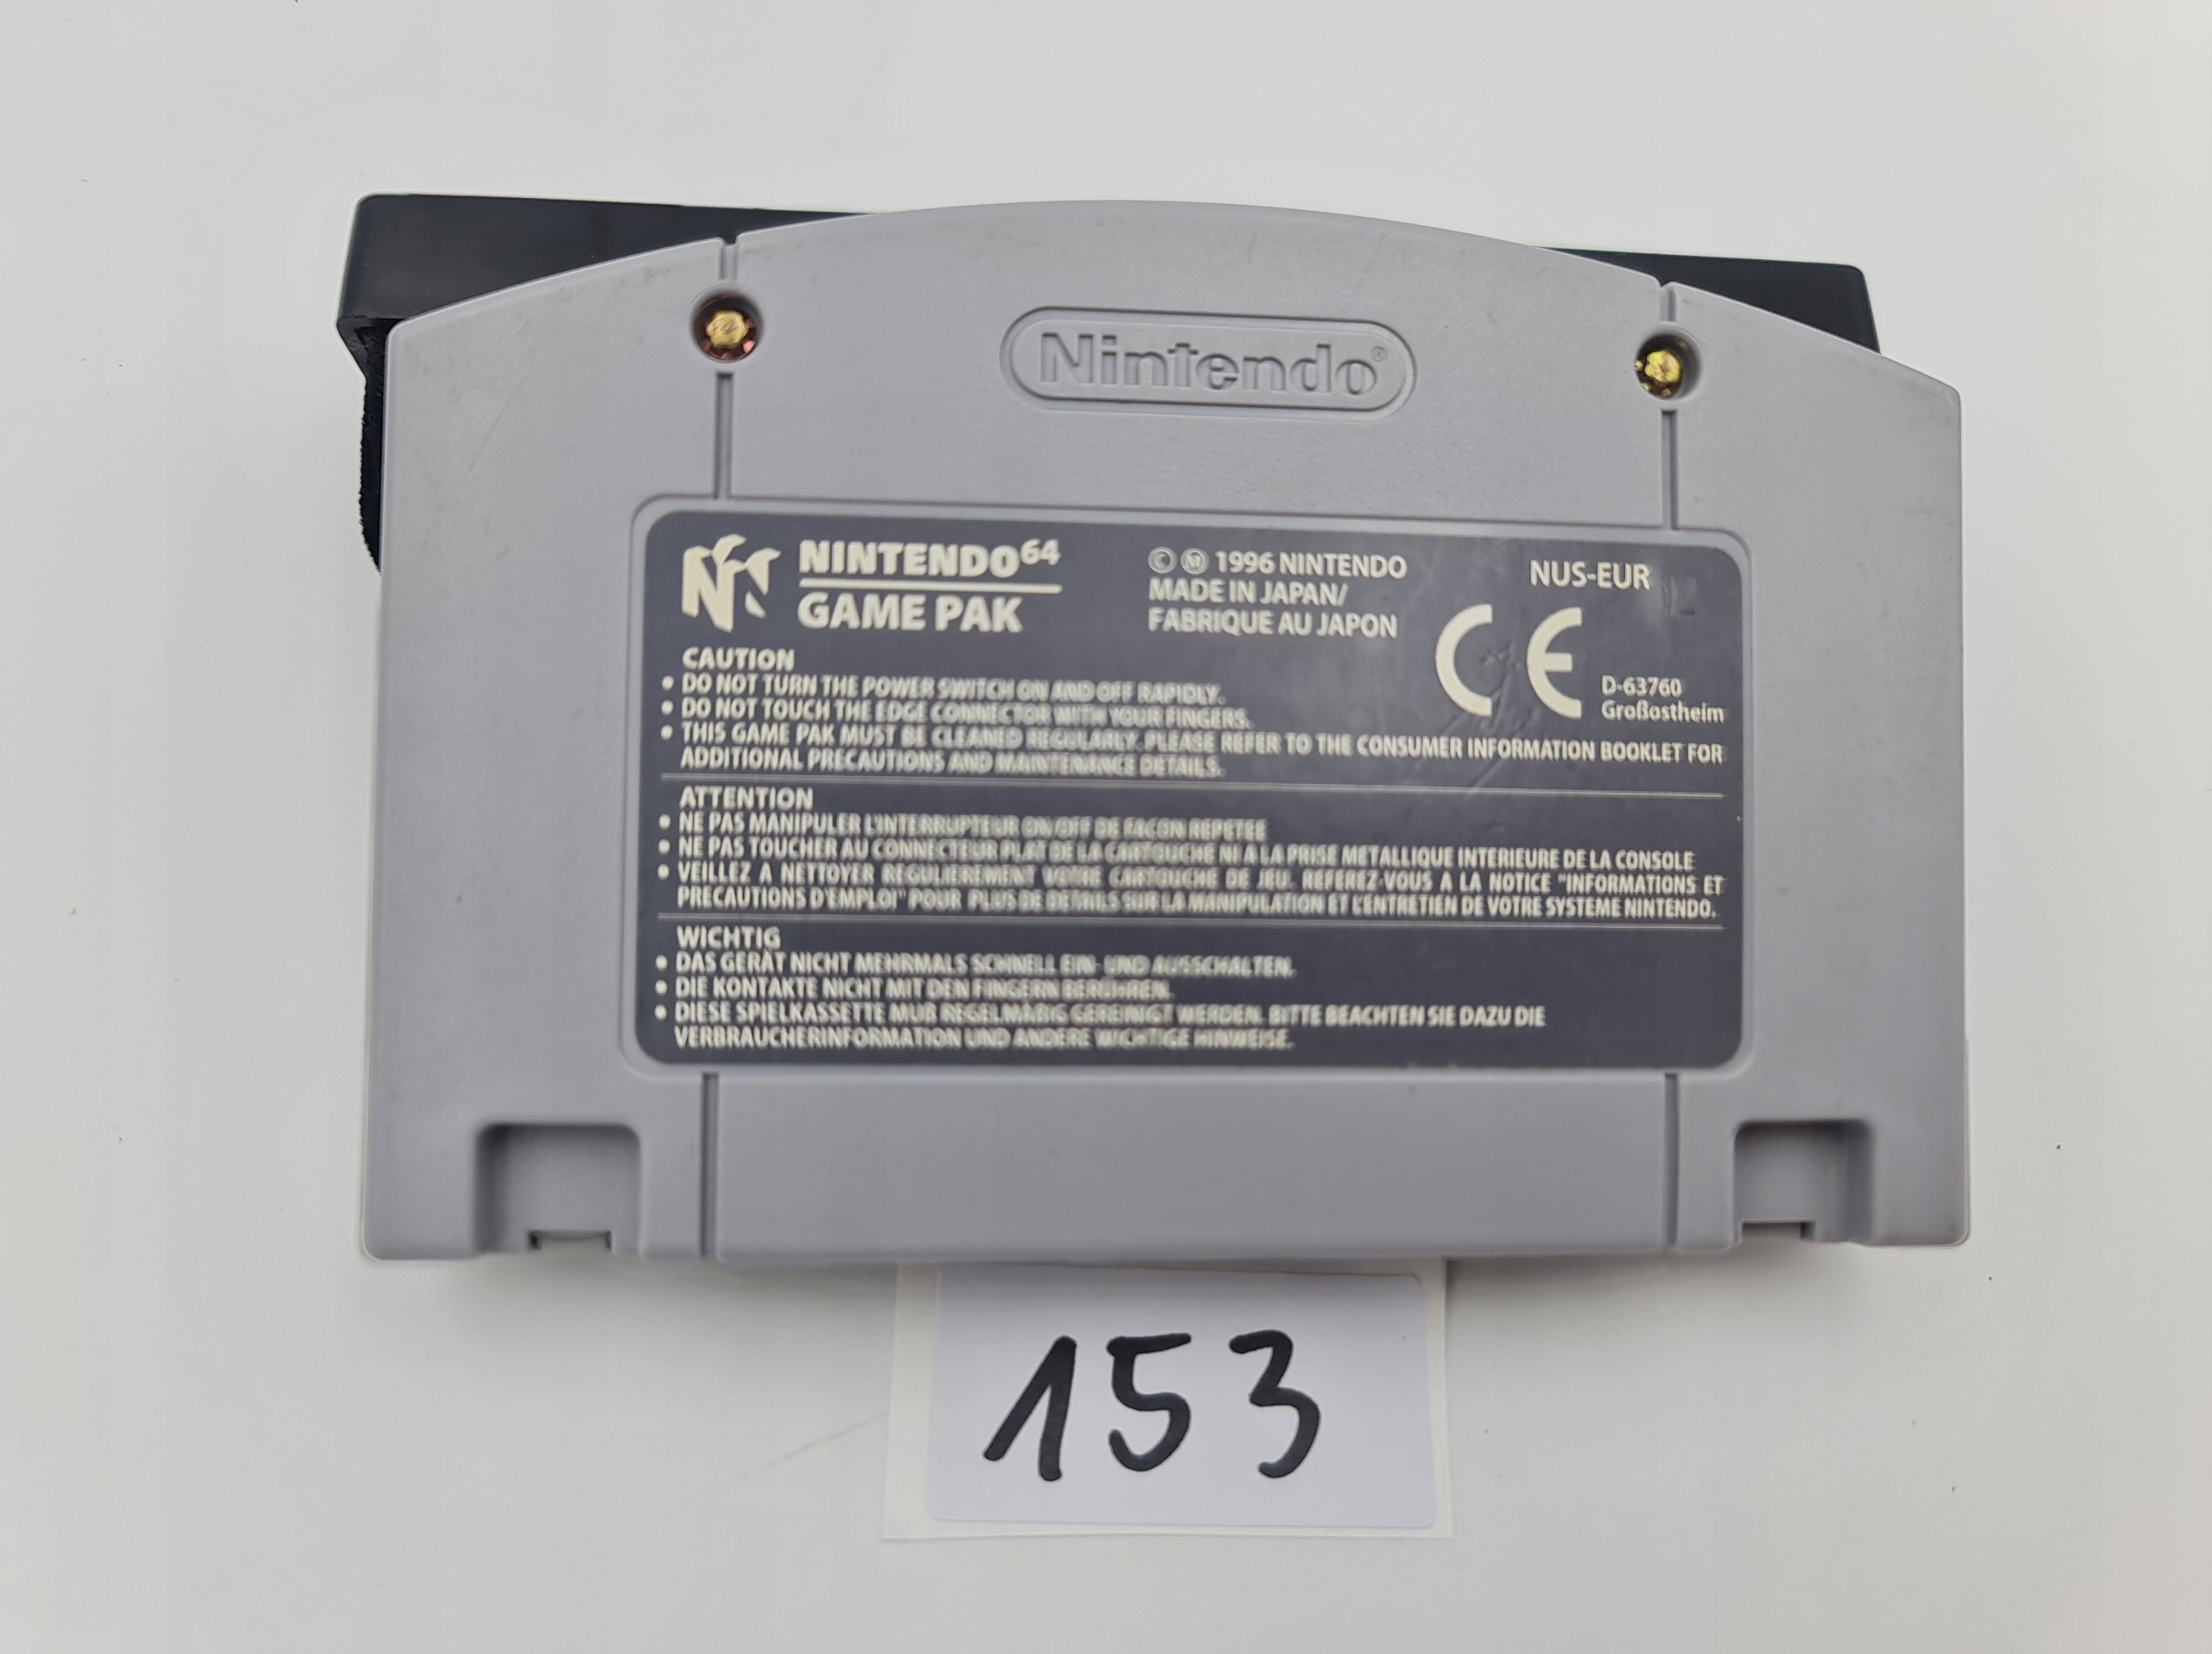 Nintendo®
NINTENDO64
GAME PAK
© Ⓜ 1996 NINTENDO
MADE IN JAPAN/
FABRIQUE AU JAPON
NUS-EUR
CE
D-63760
Großostheim
CAUTION
• DO NOT TURN THE POWER SWITCH ON AND OFF RAPIDLY.
• DO NOT TOUCH THE EDGE CONNECTOR WITH YOUR FINGERS.
• THIS GAME PAK MUST BE CLEANED REGULARLY. PLEASE REFER TO THE CONSUMER INFORMATION BOOKLET FOR
ADDITIONAL PRECAUTIONS AND MAINTENANCE DETAILS.
ATTENTION
• NE PAS MANIPULER L'INTERRUPTEUR ON/OFF DE FACON REPETEE
• NE PAS TOUCHER AU CONNECTEUR PLAT DE LA CARTOUCHE NI A LA PRISE METALLIQUE INTERIEURE DE LA CONSOLE
• VEILLEZ A NETTOYER REGULIEREMENT VOTRE CARTOUCHE DE JEU. REFEREZ-VOUS A LA NOTICE "INFORMATIONS ET
PRECAUTIONS D'EMPLOI" POUR PLUS DE DETAILS SUR LA MANIPULATION ET L'ENTRETIEN DE VOTRE SYSTEME NINTENDO.
WICHTIG
• DAS GERÄT NICHT MEHRMALS SCHNELL EIN- UND AUSSCHALTEN.
• DIE KONTAKTE NICHT MIT DEN FINGERN BERÜHREN.
• DIESE SPIELKASSETTE MUß REGELMÄßIG GEREINIGT WERDEN. BITTE BEACHTEN SIE DAZU DIE
VERBRAUCHERINFORMATION UND ANDERE WICHTIGE HINWEISE.
153